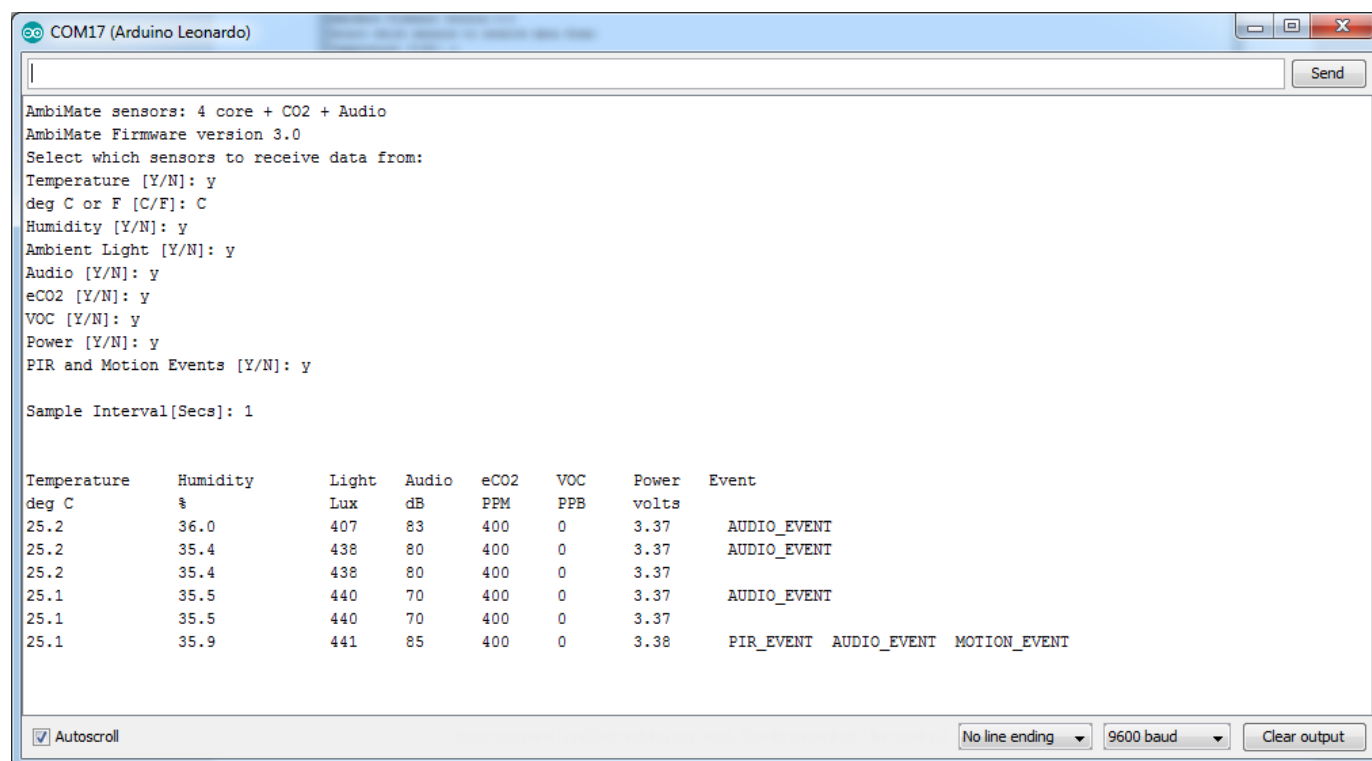 COM17 (Arduino Leonardo)
Send
AmbiMate sensors: 4 core + CO2 + Audio
AmbiMate Firmware version 3.0
Select which sensors to receive data from:
Temperature [Y/N]: y
deg C or F [C/F]: C
Humidity [Y/N]: y
Ambient Light [Y/N]: y
Audio [Y/N]: y
eCO2 [Y/N]: y
VOC [Y/N]: y
Power [Y/N]: y
PIR and Motion Events [Y/N]: y
Sample Interval[Secs]: 1
Temperature Humidity Light Audio eCO2 VOC Power Event
deg C % Lux dB PPM PPB volts
25.2 36.0 407 83 400 0 3.37 AUDIO_EVENT
25.2 35.4 438 80 400 0 3.37 AUDIO_EVENT
25.2 35.4 438 80 400 0 3.37
25.1 35.5 440 70 400 0 3.37 AUDIO_EVENT
25.1 35.5 440 70 400 0 3.37
25.1 35.9 441 85 400 0 3.38 PIR_EVENT AUDIO_EVENT MOTION_EVENT
Autoscroll No line ending 9600 baud Clear output